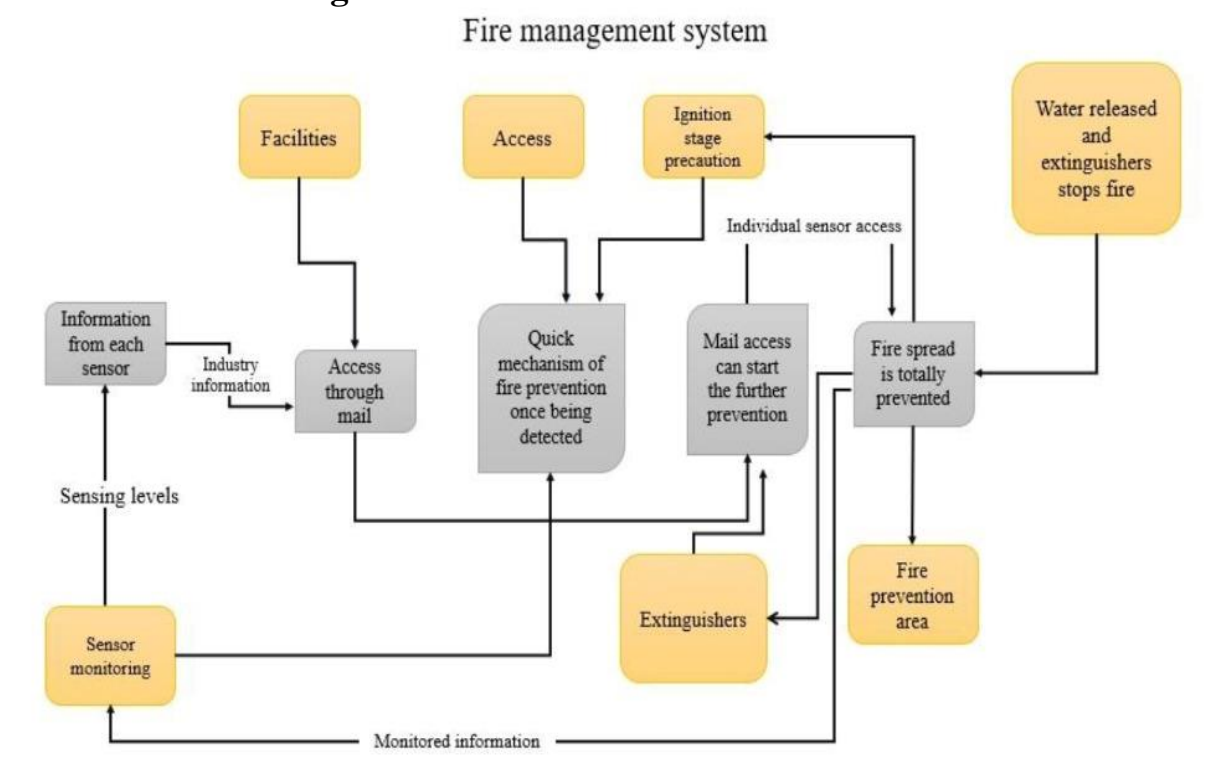 Fire management system
Facilities
Access
Ignition
stage
precaution
Water released
and
extinguishers
stops fire
Individual sensor access
Information
from each
sensor
Industry
information
Access
through
mail
Quick
mechanism of
fire prevention
once being
detected
Mail access
can start
the further
prevention
Fire spread
is totally
prevented
Sensing levels
Sensor
monitoring
Extinguishers
Fire
prevention
area
Monitored information